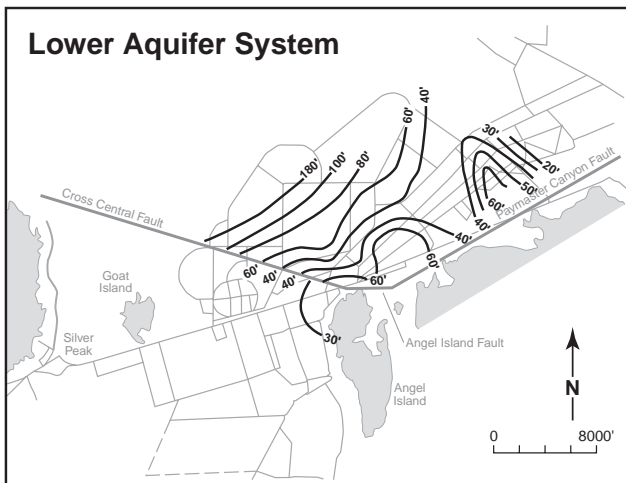 Lower Aquifer System
40'
60'
30'
180'
100'
80'
20'
50'
60'
Paymaster Canyon Fault
Cross Central Fault
40'
40'
60'
40'
40'
60'
60'
Goat
Island
30'
Silver
Peak
Angel Island Fault
Angel
Island
N
0
8000'